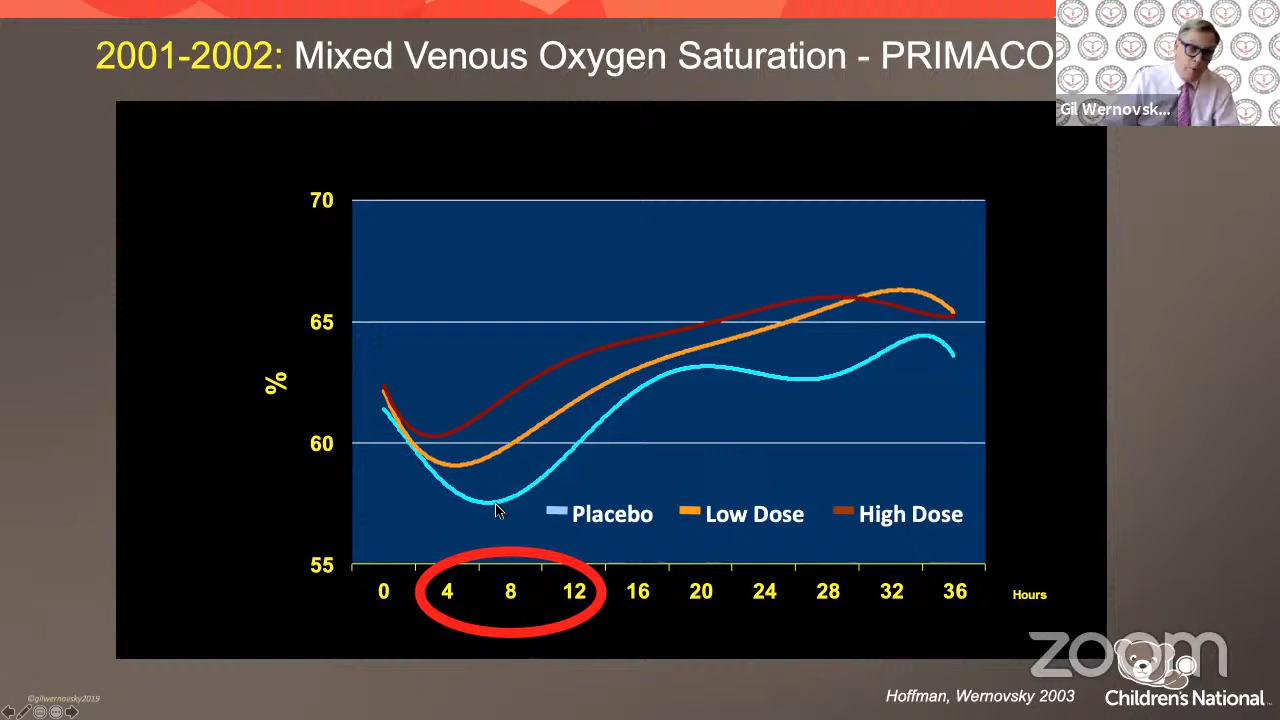 2001-2002: Mixed Venous Oxygen Saturation - PRIMACO
Gil Wernovsk...
70
65
%
60
Placebo Low Dose High Dose
55
0 4 8 12 16 20 24 28 32 36 Hours
zoom
©gilwernovsky2019
Hoffman, Wernovsky 2003
Children's National